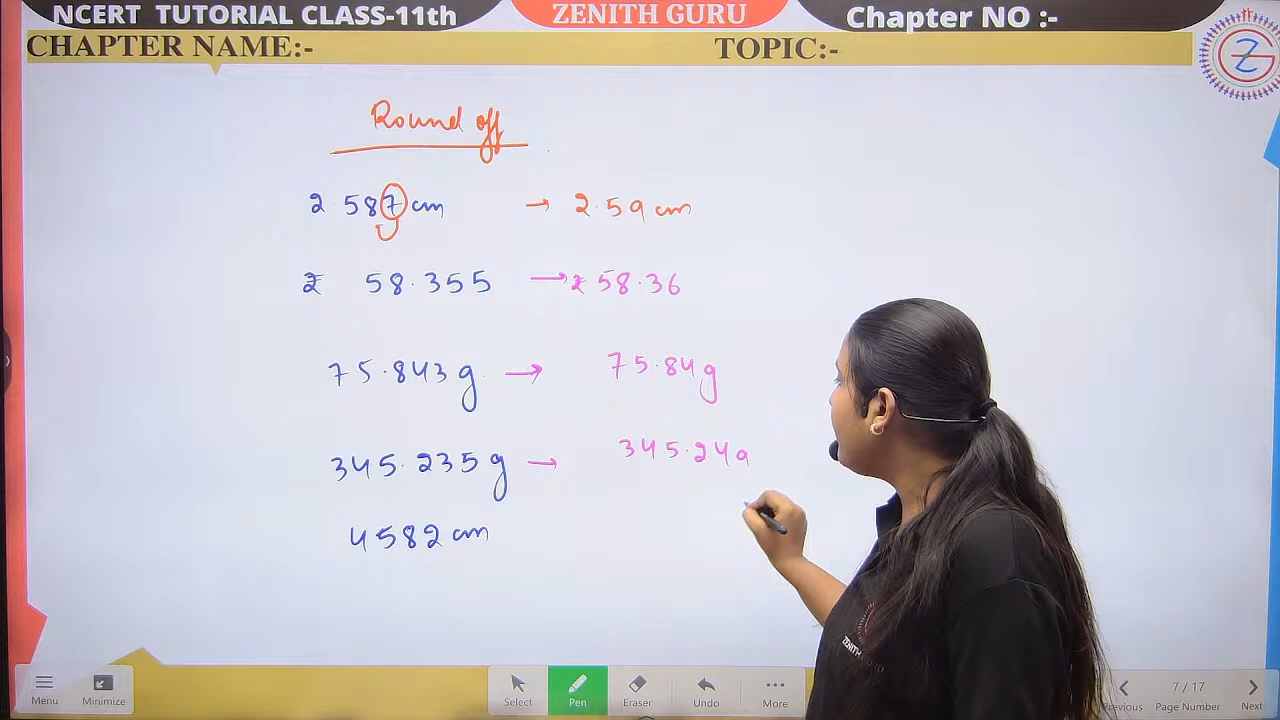 NCERT TUTORIAL CLASS-11th
ZENITH GURU
Chapter NO :-
CHAPTER NAME:-
TOPIC:-
Round off
2.587 cm → 2.59 cm
₹ 58.355 → ₹ 58.36
75.843 g → 75.84 g
345.235 g → 345.24 g
4582 cm
Menu
Minimize
Select
Pen
Eraser
Undo
More
Previous
7 / 17
Page Number
Next